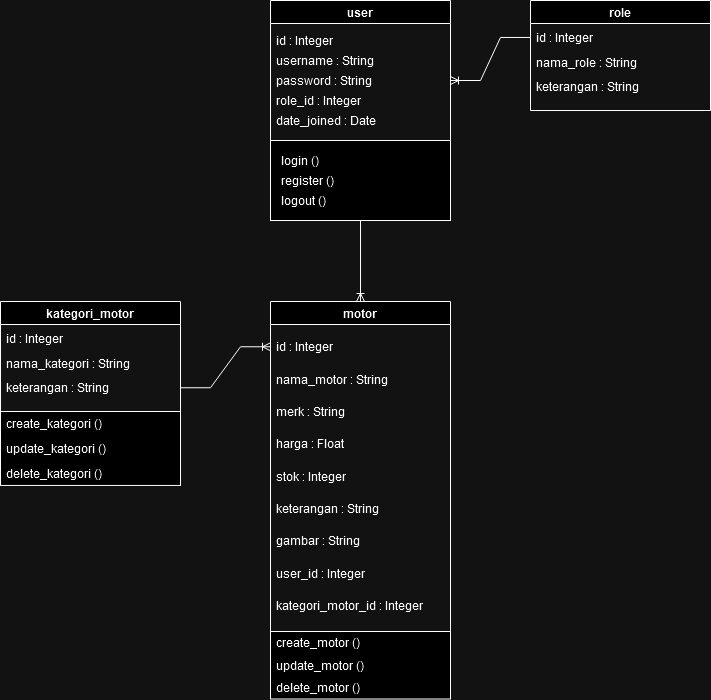 user
id : Integer
username : String
password : String
role_id : Integer
date_joined : Date
login ()
register ()
logout ()
role
id : Integer
nama_role : String
keterangan : String
kategori_motor
id : Integer
nama_kategori : String
keterangan : String
create_kategori ()
update_kategori ()
delete_kategori ()
motor
id : Integer
nama_motor : String
merk : String
harga : Float
stok : Integer
keterangan : String
gambar : String
user_id : Integer
kategori_motor_id : Integer
create_motor ()
update_motor ()
delete_motor ()